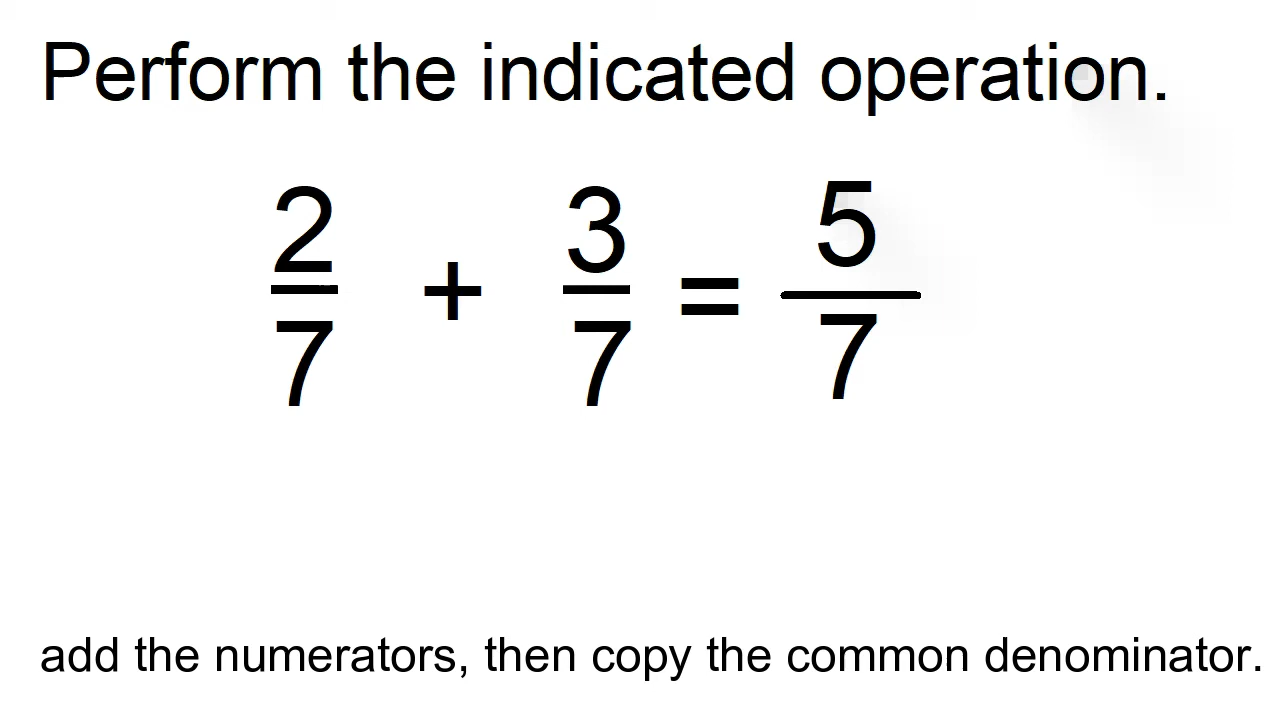 Perform the indicated operation.
2/7 + 3/7 = 5/7
add the numerators, then copy the common denominator.